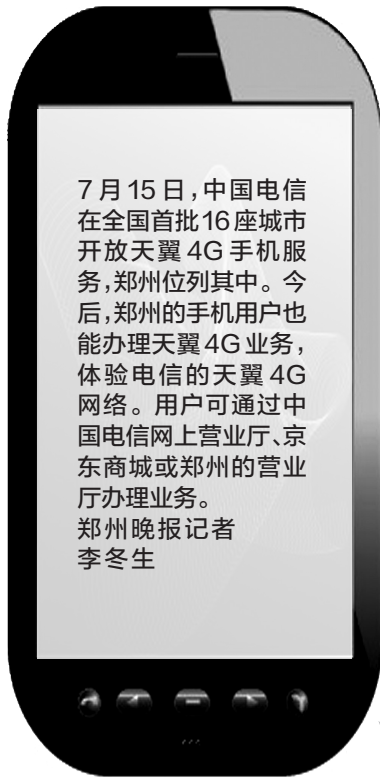 7月15日,中国电信
在全国首批16座城市
开放天翼4G手机服
务,郑州位列其中。今
后,郑州的手机用户也
能办理天翼4G业务,
体验电信的天翼4G
网络。用户可通过中
国电信网上营业厅、京
东商城或郑州的营业
厅办理业务。
郑州晚报记者
李冬生